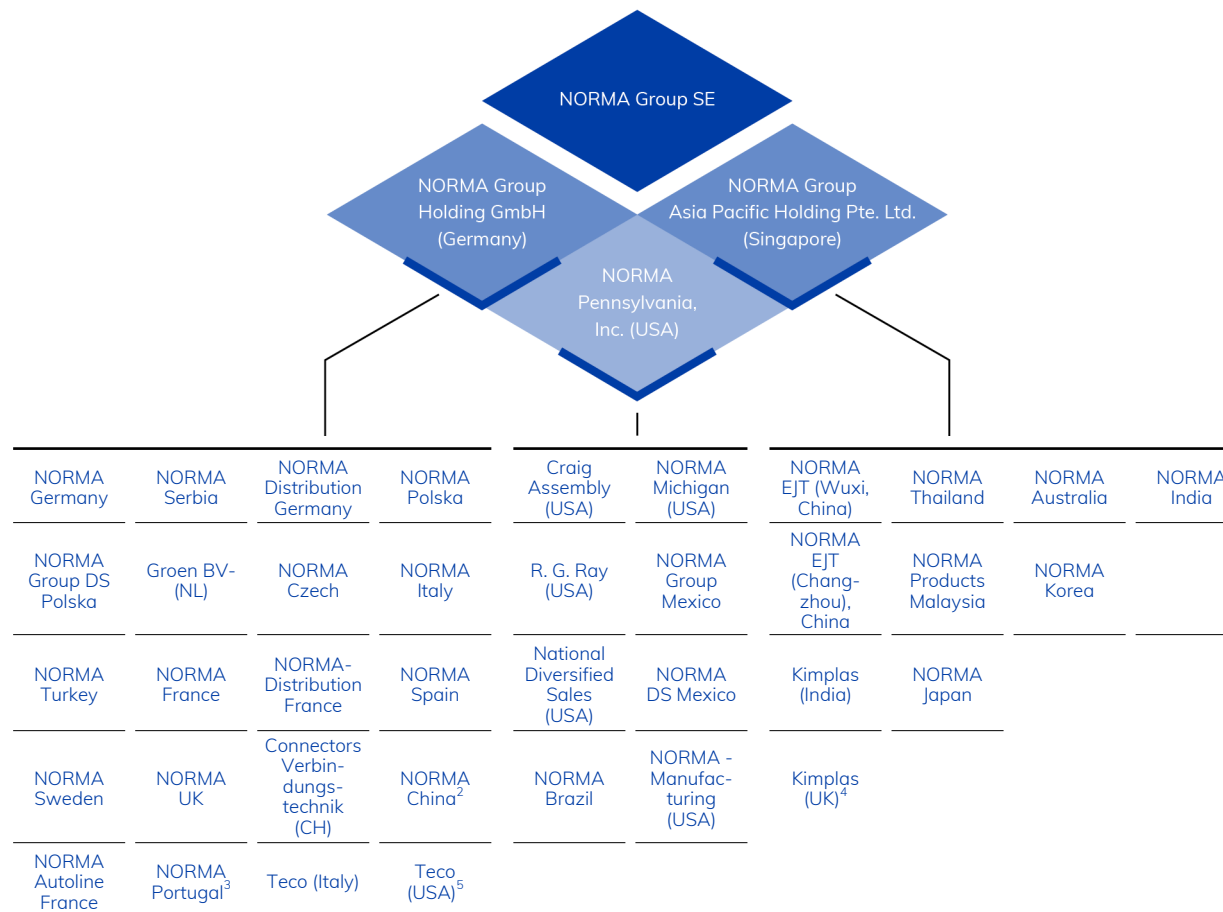 NORMA Group SE
NORMA Group
Holding GmbH
(Germany)
NORMA Group
Asia Pacific Holding Pte. Ltd.
(Singapore)
NORMA
Pennsylvania,
Inc. (USA)
NORMA
Germany
NORMA
Serbia
NORMA
Distribution
Germany
NORMA
Polska
Craig
Assembly
(USA)
NORMA
Michigan
(USA)
NORMA
EJT (Wuxi,
China)
NORMA
Thailand
NORMA
Australia
NORMA
India
NORMA
Group DS
Polska
Groen BV-
(NL)
NORMA
Czech
NORMA
Italy
R. G. Ray
(USA)
NORMA
Group
Mexico
NORMA
EJT
(Chang-
zhou),
China
NORMA
Products
Malaysia
NORMA
Korea
NORMA
Turkey
NORMA
France
NORMA-
Distribution
France
NORMA
Spain
National
Diversified
Sales
(USA)
NORMA
DS Mexico
Kimplas
(India)
NORMA
Japan
NORMA
Sweden
NORMA
UK
Connectors
Verbin-
dungs-
technik
(CH)
NORMA
China²
NORMA
Brazil
NORMA -
Manufac-
turing
(USA)
Kimplas
(UK)⁴
NORMA
Autoline
France
NORMA
Portugal³
Teco (Italy)
Teco
(USA)⁵